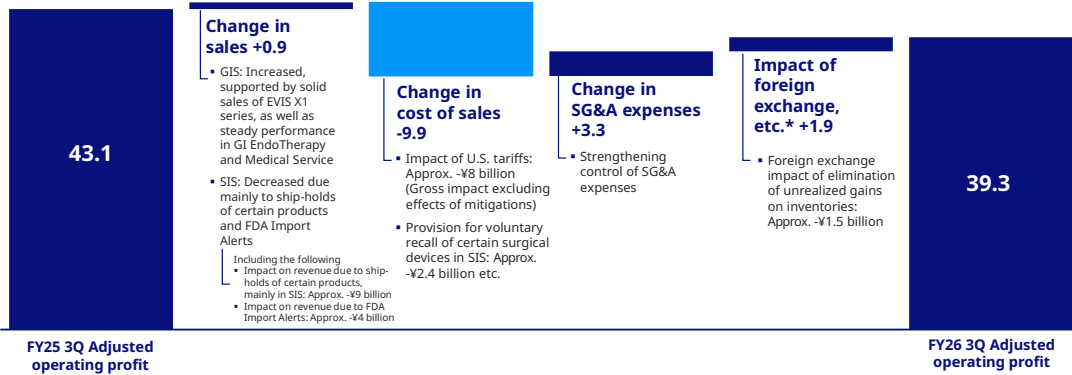 43.1
FY25 3Q Adjusted
operating profit
Change in
sales +0.9
▪ GIS: Increased,
supported by solid
sales of EVIS X1
series, as well as
steady performance
in GI EndoTherapy
and Medical Service
▪ SIS: Decreased due
mainly to ship-holds
of certain products
and FDA Import
Alerts
Including the following
▪ Impact on revenue due to ship-
holds of certain products,
mainly in SIS: Approx. -¥9 billion
▪ Impact on revenue due to FDA
Import Alerts: Approx. -¥4 billion
Change in
cost of sales
-9.9
▪ Impact of U.S. tariffs:
Approx. -¥8 billion
(Gross impact excluding
effects of mitigations)
▪ Provision for voluntary
recall of certain surgical
devices in SIS: Approx.
-¥2.4 billion etc.
Change in
SG&A expenses
+3.3
▪ Strengthening
control of SG&A
expenses
Impact of
foreign
exchange,
etc.* +1.9
▪ Foreign exchange
impact of elimination
of unrealized gains
on inventories:
Approx. -¥1.5 billion
39.3
FY26 3Q Adjusted
operating profit